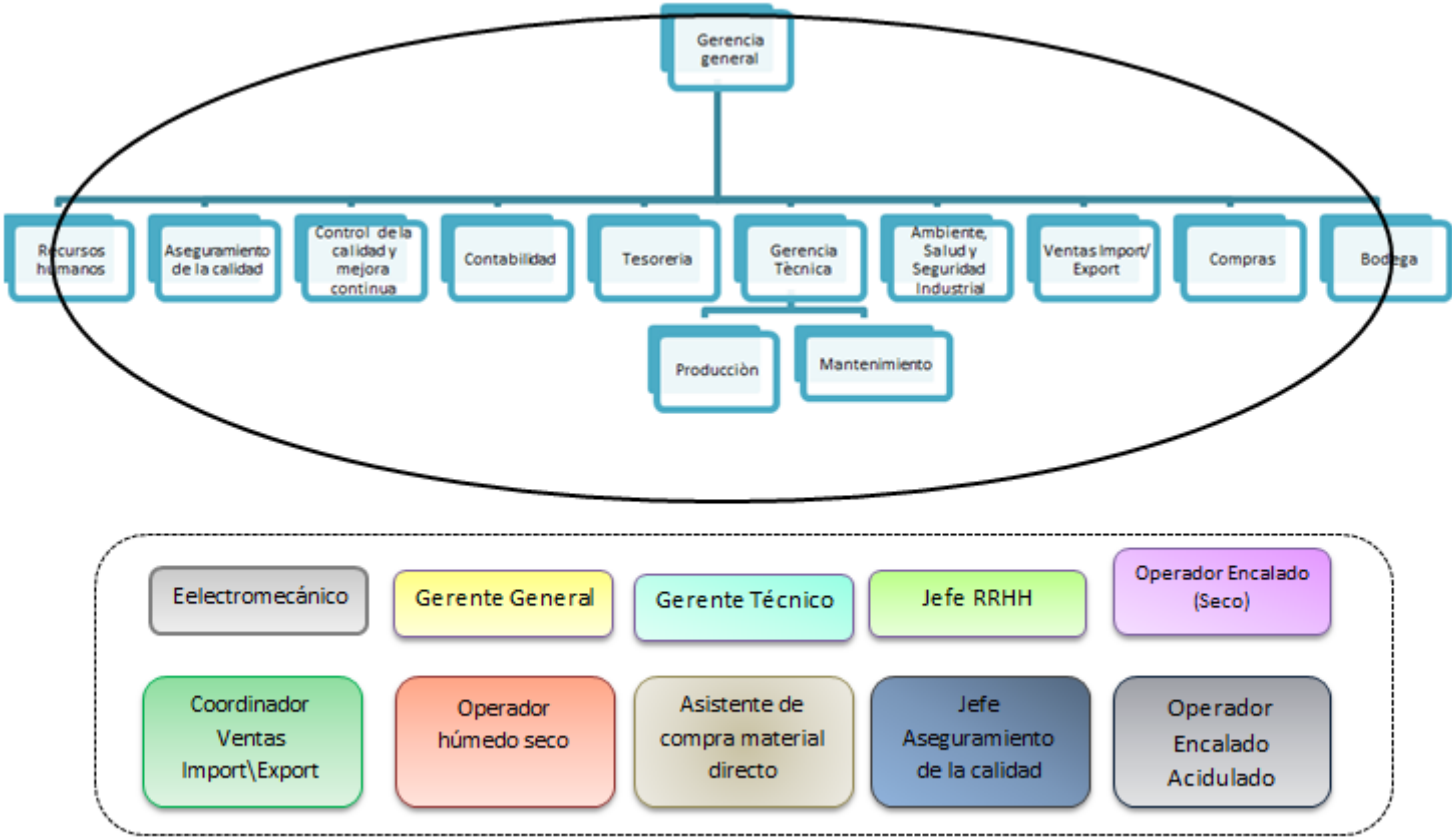 Gerencia
general
Recursos
humanos
Aseguramiento
de la calidad
Control de la
calidad y
mejora
continua
Contabilidad
Tesoreria
Gerencia
Tècnica
Ambiente,
Salud y
Seguridad
Industrial
Ventas Import/
Export
Compras
Bodega
Producciòn
Mantenimiento
Eelectromecánico
Gerente General
Gerente Técnico
Jefe RRHH
Operador Encalado
(Seco)
Coordinador
Ventas
Import\Export
Operador
húmedo seco
Asistente de
compra material
directo
Jefe
Aseguramiento
de la calidad
Operador
Encalado
Acidulado